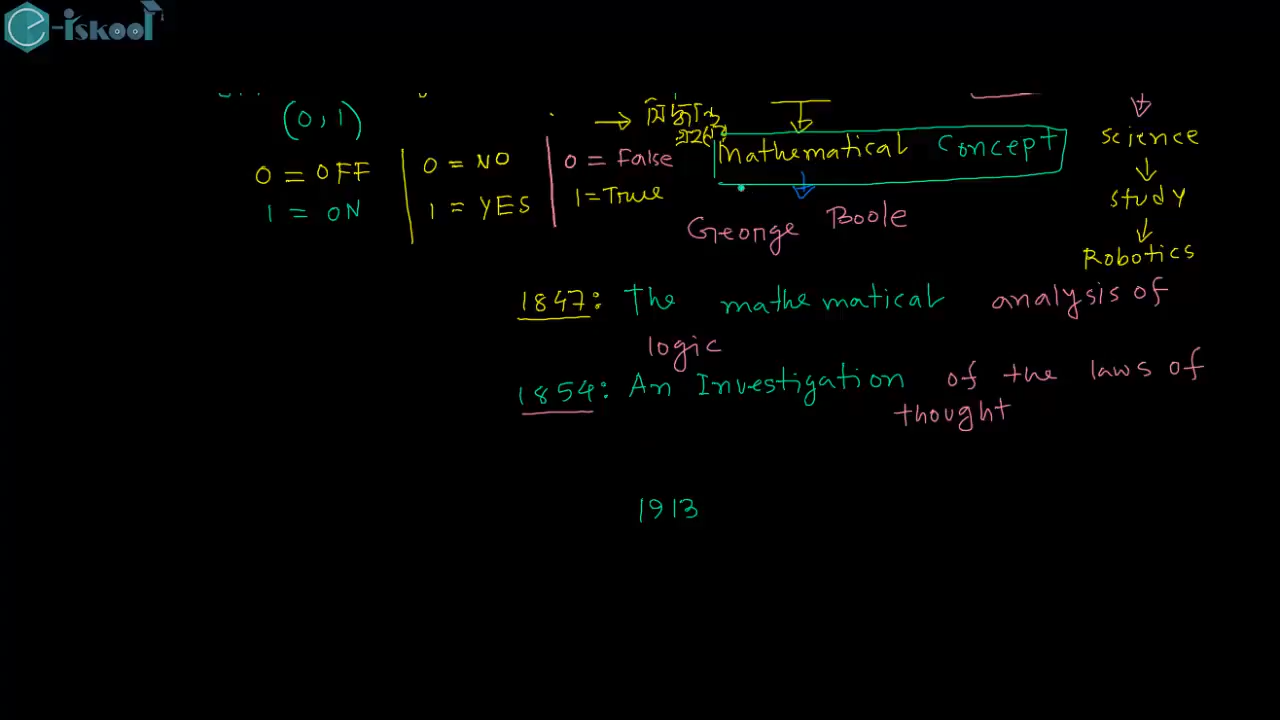 e-iskool
(0,1)
0 = OFF
1 = ON
0 = NO
1 = YES
0 = False
1 = True
Mathematical Concept
George Boole
Science
Study
Robotics
1847: The mathematical analysis of
logic
1854: An Investigation of the laws of
thought
1913